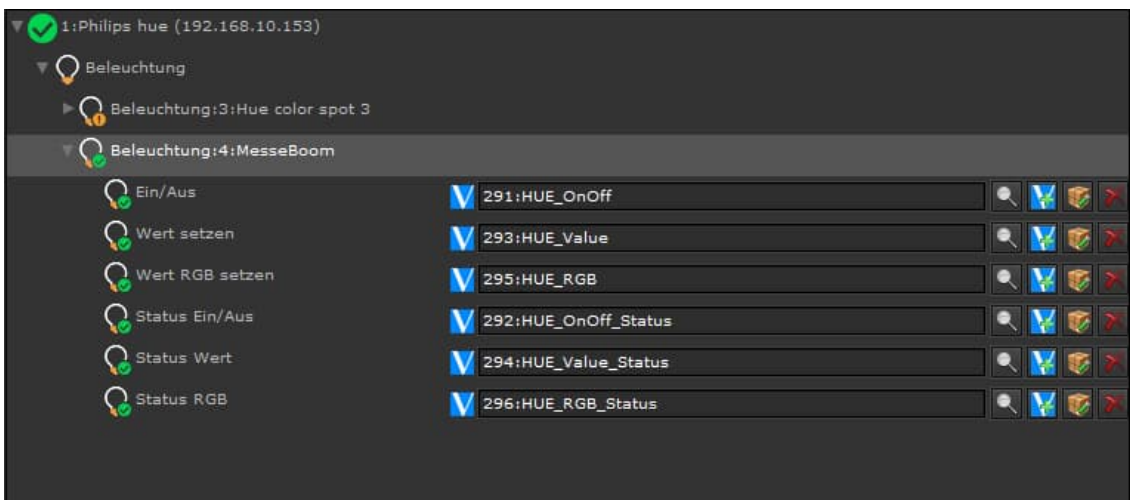 1:Philips hue (192.168.10.153)
Beleuchtung
Beleuchtung:3:Hue color spot 3
Beleuchtung:4:MesseBoom
Ein/Aus 291:HUE_OnOff
Wert setzen 293:HUE_Value
Wert RGB setzen 295:HUE_RGB
Status Ein/Aus 292:HUE_OnOff_Status
Status Wert 294:HUE_Value_Status
Status RGB 296:HUE_RGB_Status